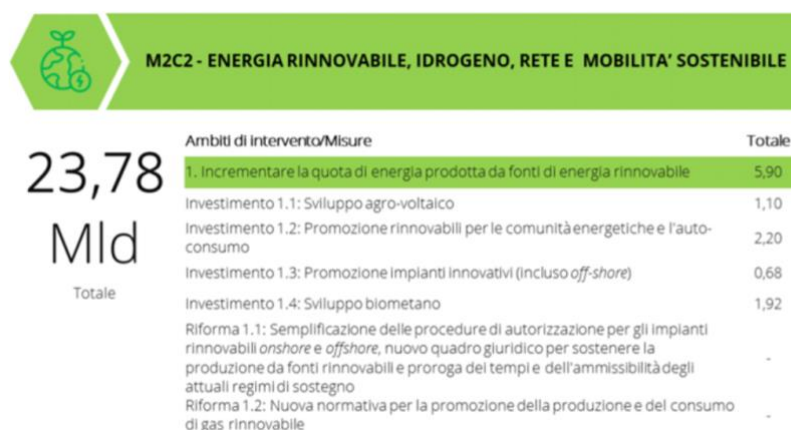 M2C2 - ENERGIA RINNOVABILE, IDROGENO, RETE E MOBILITA' SOSTENIBILE
23,78
Mld
Totale
Ambiti di intervento/Misure Totale
1. Incrementare la quota di energia prodotta da fonti di energia rinnovabile 5,90
Investimento 1.1: Sviluppo agro-voltaico 1,10
Investimento 1.2: Promozione rinnovabili per le comunità energetiche e l'auto-
consumo 2,20
Investimento 1.3: Promozione impianti innovativi (incluso off-shore) 0,68
Investimento 1.4: Sviluppo biometano 1,92
Riforma 1.1: Semplificazione delle procedure di autorizzazione per gli impianti
rinnovabili onshore e offshore, nuovo quadro giuridico per sostenere la
produzione da fonti rinnovabili e proroga dei tempi e dell'ammissibilità degli -
attuali regimi di sostegno
Riforma 1.2: Nuova normativa per la promozione della produzione e del consumo
di gas rinnovabile -